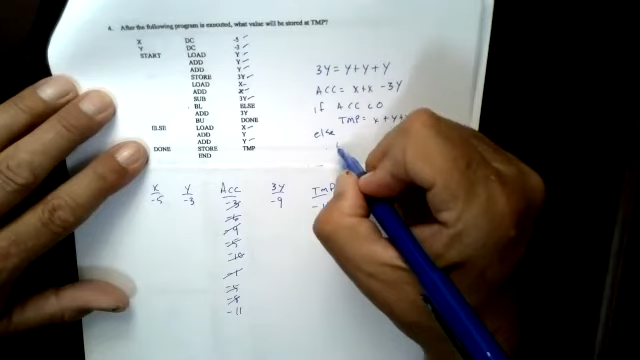 4. After the following program is executed, what value will be stored at TMP?
X DC -5
Y DC -3
START LOAD Y
ADD Y
ADD Y
STORE 3Y
LOAD X
ADD X
SUB 3Y
BL ELSE
ADD 3Y
BU DONE
ELSE LOAD X
ADD Y
ADD Y
DONE STORE TMP
END
3Y = Y + Y + Y
ACC = X + X - 3Y
if ACC < 0
TMP = X + Y +
else
X Y ACC 3Y TMP
-5 -3 -3 -9
-6
-9
-5
-10
-1
-5
-8
-11